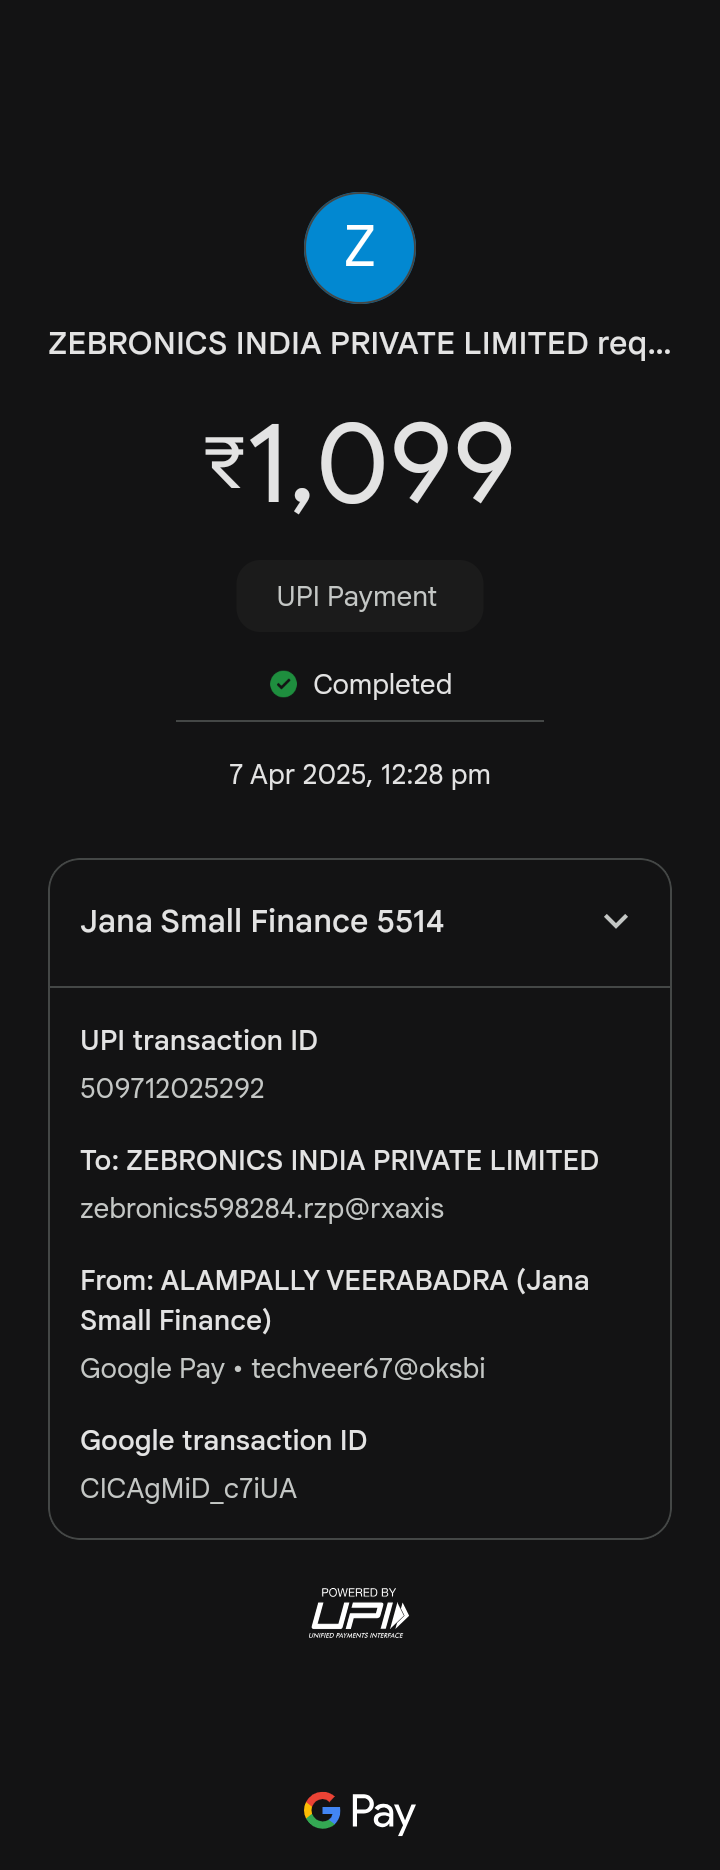 Z
ZEBRONICS INDIA PRIVATE LIMITED req...
₹1,099
UPI Payment
Completed
7 Apr 2025, 12:28 pm
Jana Small Finance 5514
UPI transaction ID
509712025292
To: ZEBRONICS INDIA PRIVATE LIMITED
zebronics598284.rzp@rxaxis
From: ALAMPALLY VEERABADRA (Jana
Small Finance)
Google Pay • techveer67@oksbi
Google transaction ID
CICAgMiD_c7iUA
POWERED BY
UPI
UNIFIED PAYMENTS INTERFACE
G Pay